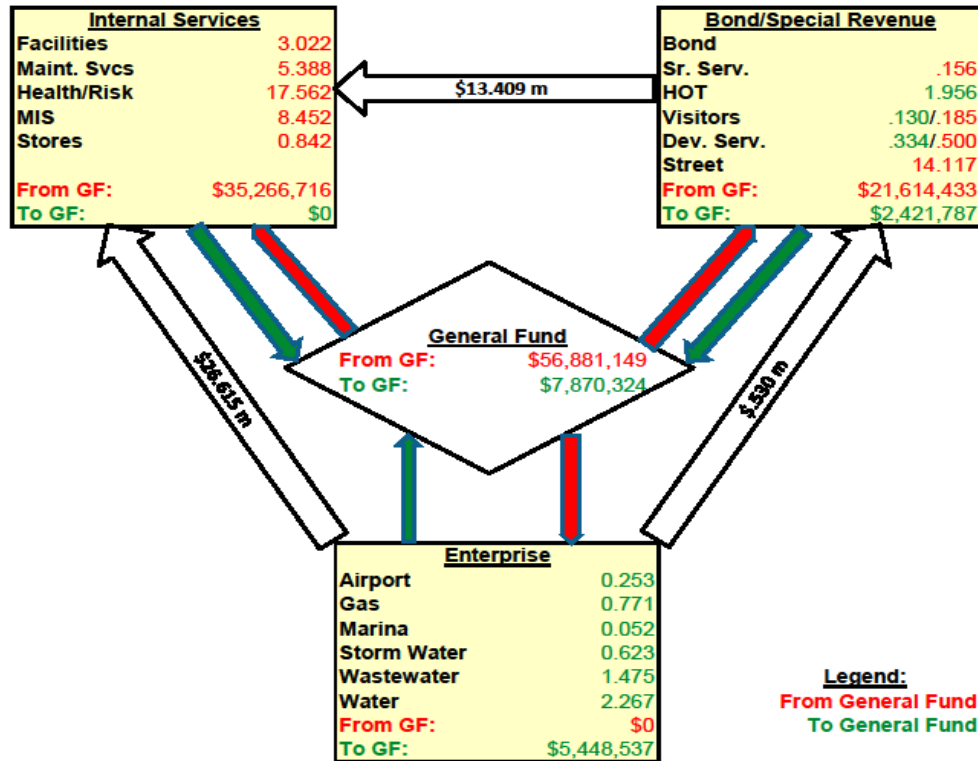 Internal Services
Facilities 3.022
Maint. Svcs 5.388
Health/Risk 17.562
MIS 8.452
Stores 0.842
From GF: $35,266,716
To GF: $0
$13.409 m
Bond/Special Revenue
Bond
Sr. Serv. .156
HOT 1.956
Visitors .130/.185
Dev. Serv. .334/.500
Street 14.117
From GF: $21,614,433
To GF: $2,421,787
General Fund
From GF: $56,881,149
To GF: $7,870,324
$26.615 m
$.530 m
Enterprise
Airport 0.253
Gas 0.771
Marina 0.052
Storm Water 0.623
Wastewater 1.475
Water 2.267
From GF: $0
To GF: $5,448,537
Legend:
From General Fund
To General Fund